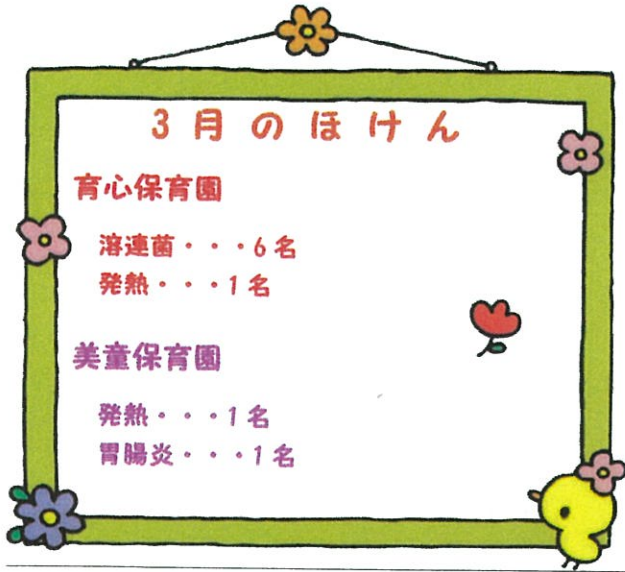 3月のほけん
育心保育園
溶連菌・・・6名
発熱・・・1名
美童保育園
発熱・・・1名
胃腸炎・・・1名